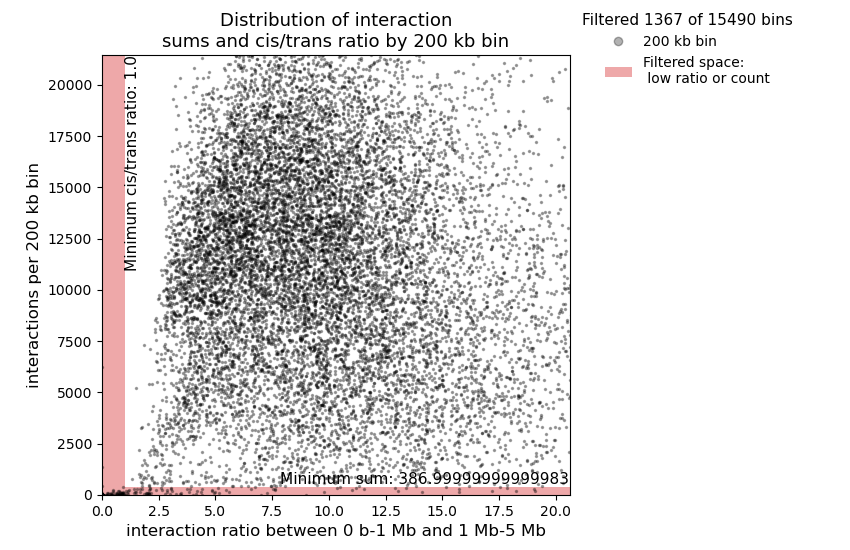 Distribution of interaction
sums and cis/trans ratio by 200 kb bin
Filtered 1367 of 15490 bins
200 kb bin
Filtered space:
low ratio or count
interactions per 200 kb bin
20000
17500
15000
12500
10000
7500
5000
2500
0
Minimum cis/trans ratio: 1.0
Minimum sum: 386.99999999999983
0.0 2.5 5.0 7.5 10.0 12.5 15.0 17.5 20.0
interaction ratio between 0 b-1 Mb and 1 Mb-5 Mb